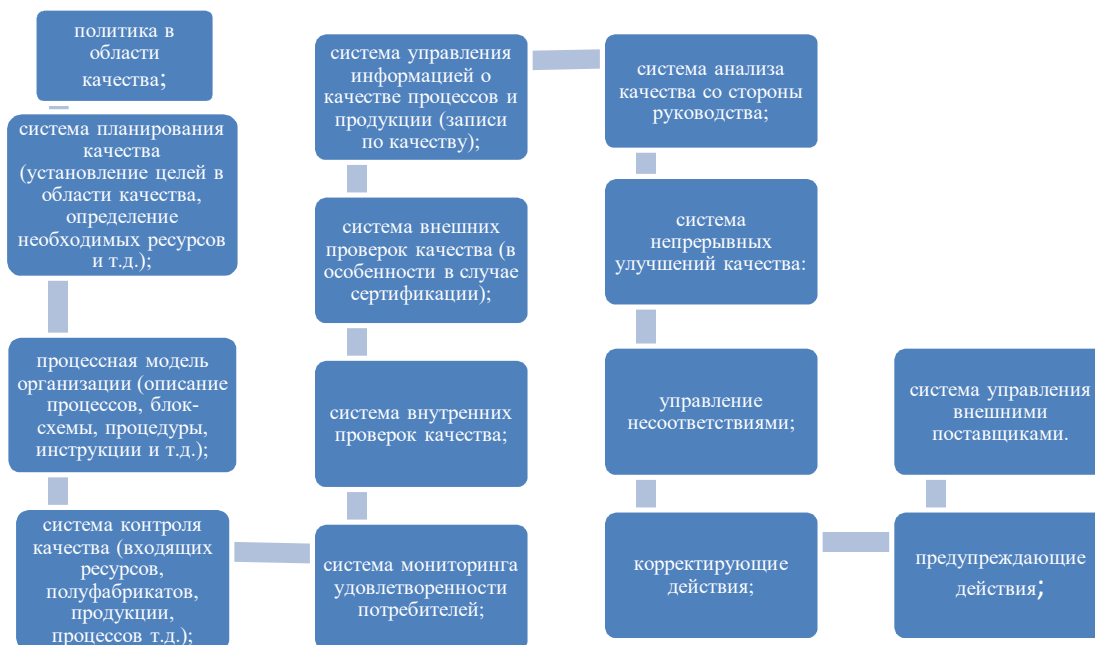 политика в
области
качества;
система планирования
качества
(установление целей в
области качества,
определение
необходимых ресурсов
и т.д.);
процессная модель
организации (описание
процессов, блок-
схемы, процедуры,
инструкции и т.д.);
система контроля
качества (входящих
ресурсов,
полуфабрикатов,
продукции,
процессов т.д.);
система мониторинга
удовлетворенности
потребителей;
система внутренних
проверок качества;
система внешних
проверок качества (в
особенности в случае
сертификации);
система управления
информацией о
качестве процессов и
продукции (записи
по качеству);
система анализа
качества со стороны
руководства;
система
непрерывных
улучшений качества:
управление
несоответствиями;
корректирующие
действия;
предупреждающие
действия;
система управления
внешними
поставщиками.